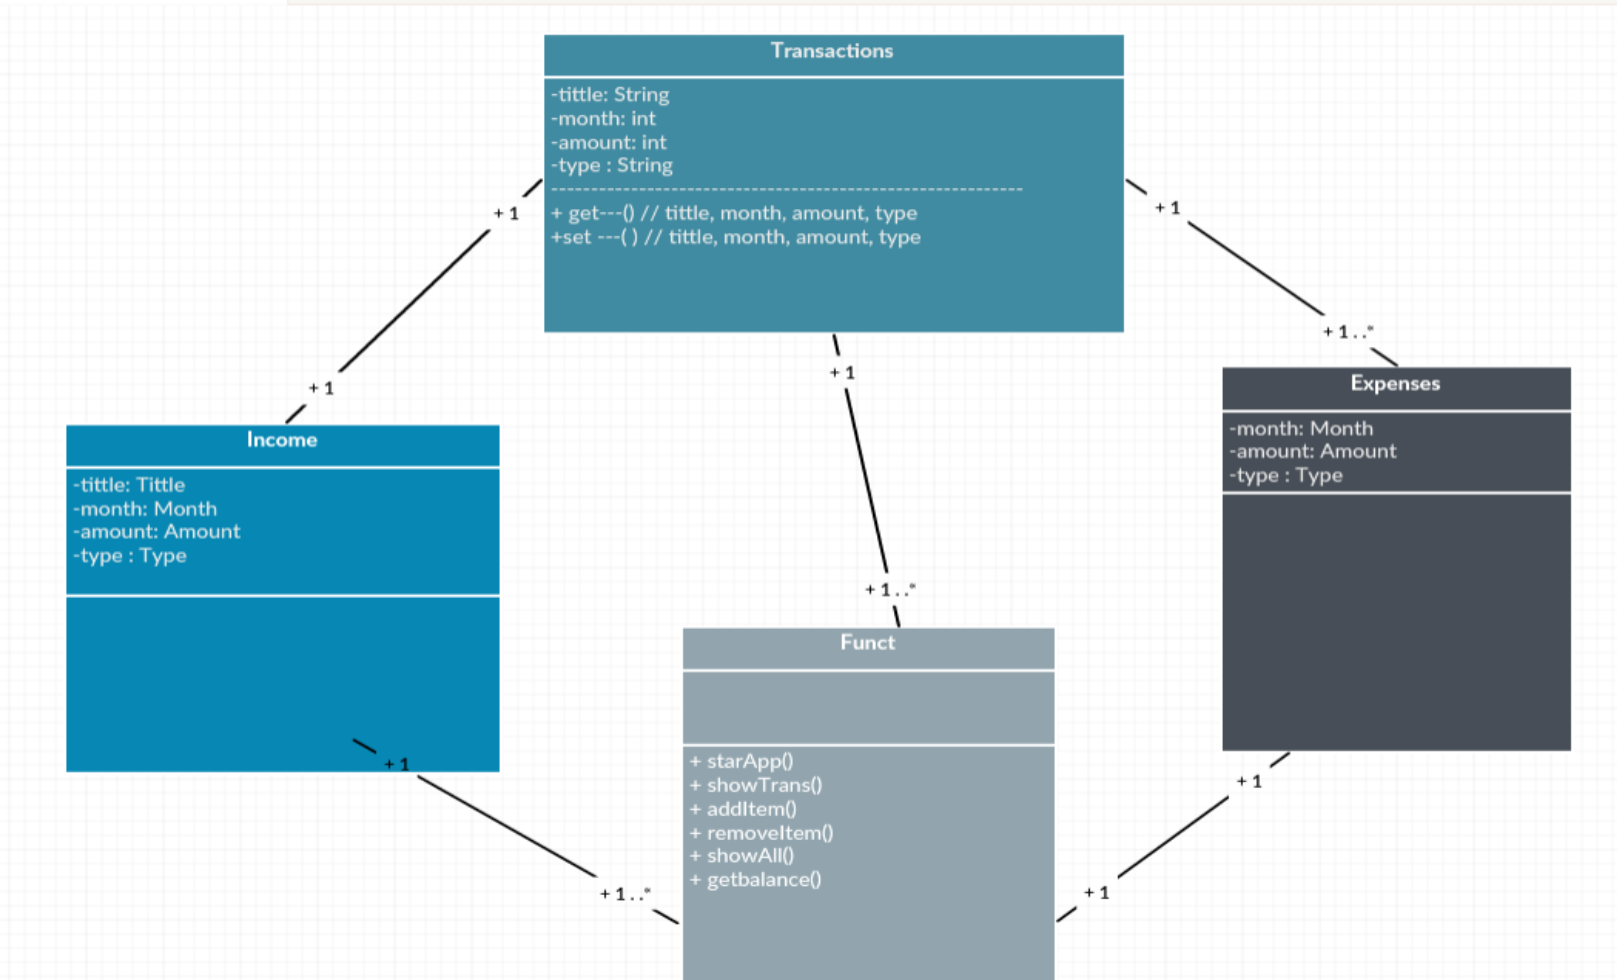 Transactions
-tittle: String
-month: int
-amount: int
-type : String
-----------------------------------------------------------
+ get---() // tittle, month, amount, type
+set ---( ) // tittle, month, amount, type
+ 1
+ 1
+ 1
+ 1..*
+ 1
+ 1..*
Income
-tittle: Tittle
-month: Month
-amount: Amount
-type : Type
Expenses
-month: Month
-amount: Amount
-type : Type
Funct
+ starApp()
+ showTrans()
+ addItem()
+ removeItem()
+ showAll()
+ getbalance()
+ 1
+ 1..*
+ 1
+ 1